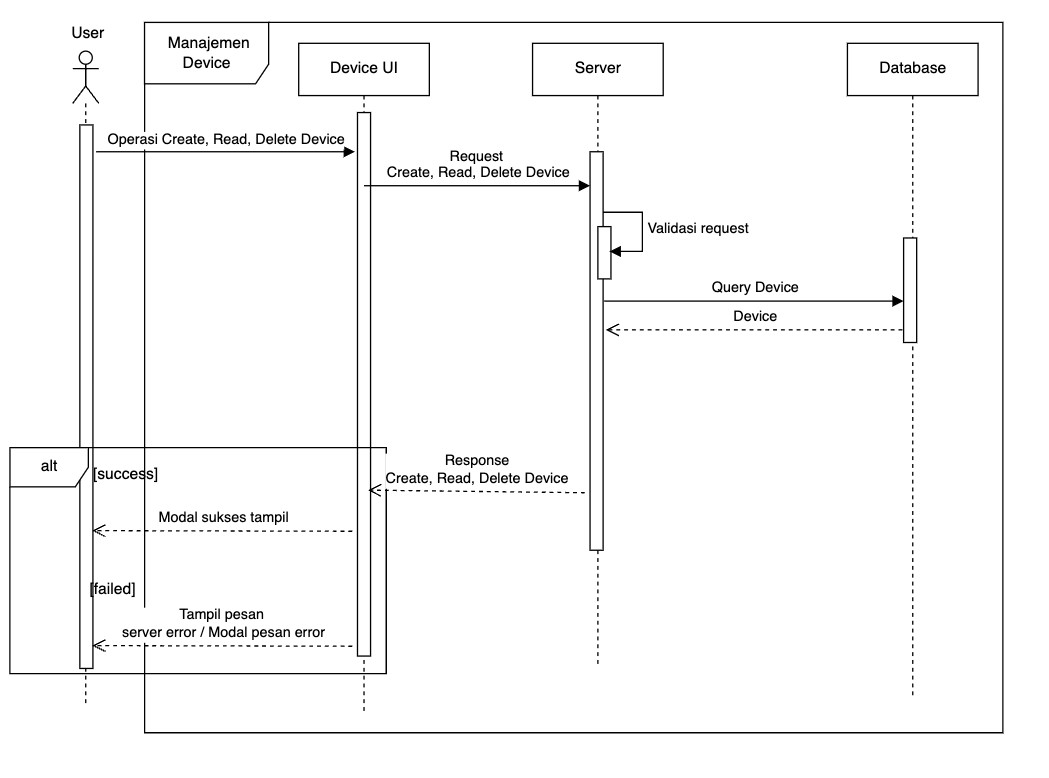 User
Manajemen
Device
Device UI
Server
Database
Operasi Create, Read, Delete Device
Request
Create, Read, Delete Device
Validasi request
Query Device
Device
alt
[success]
Response
Create, Read, Delete Device
Modal sukses tampil
[failed]
Tampil pesan
server error / Modal pesan error